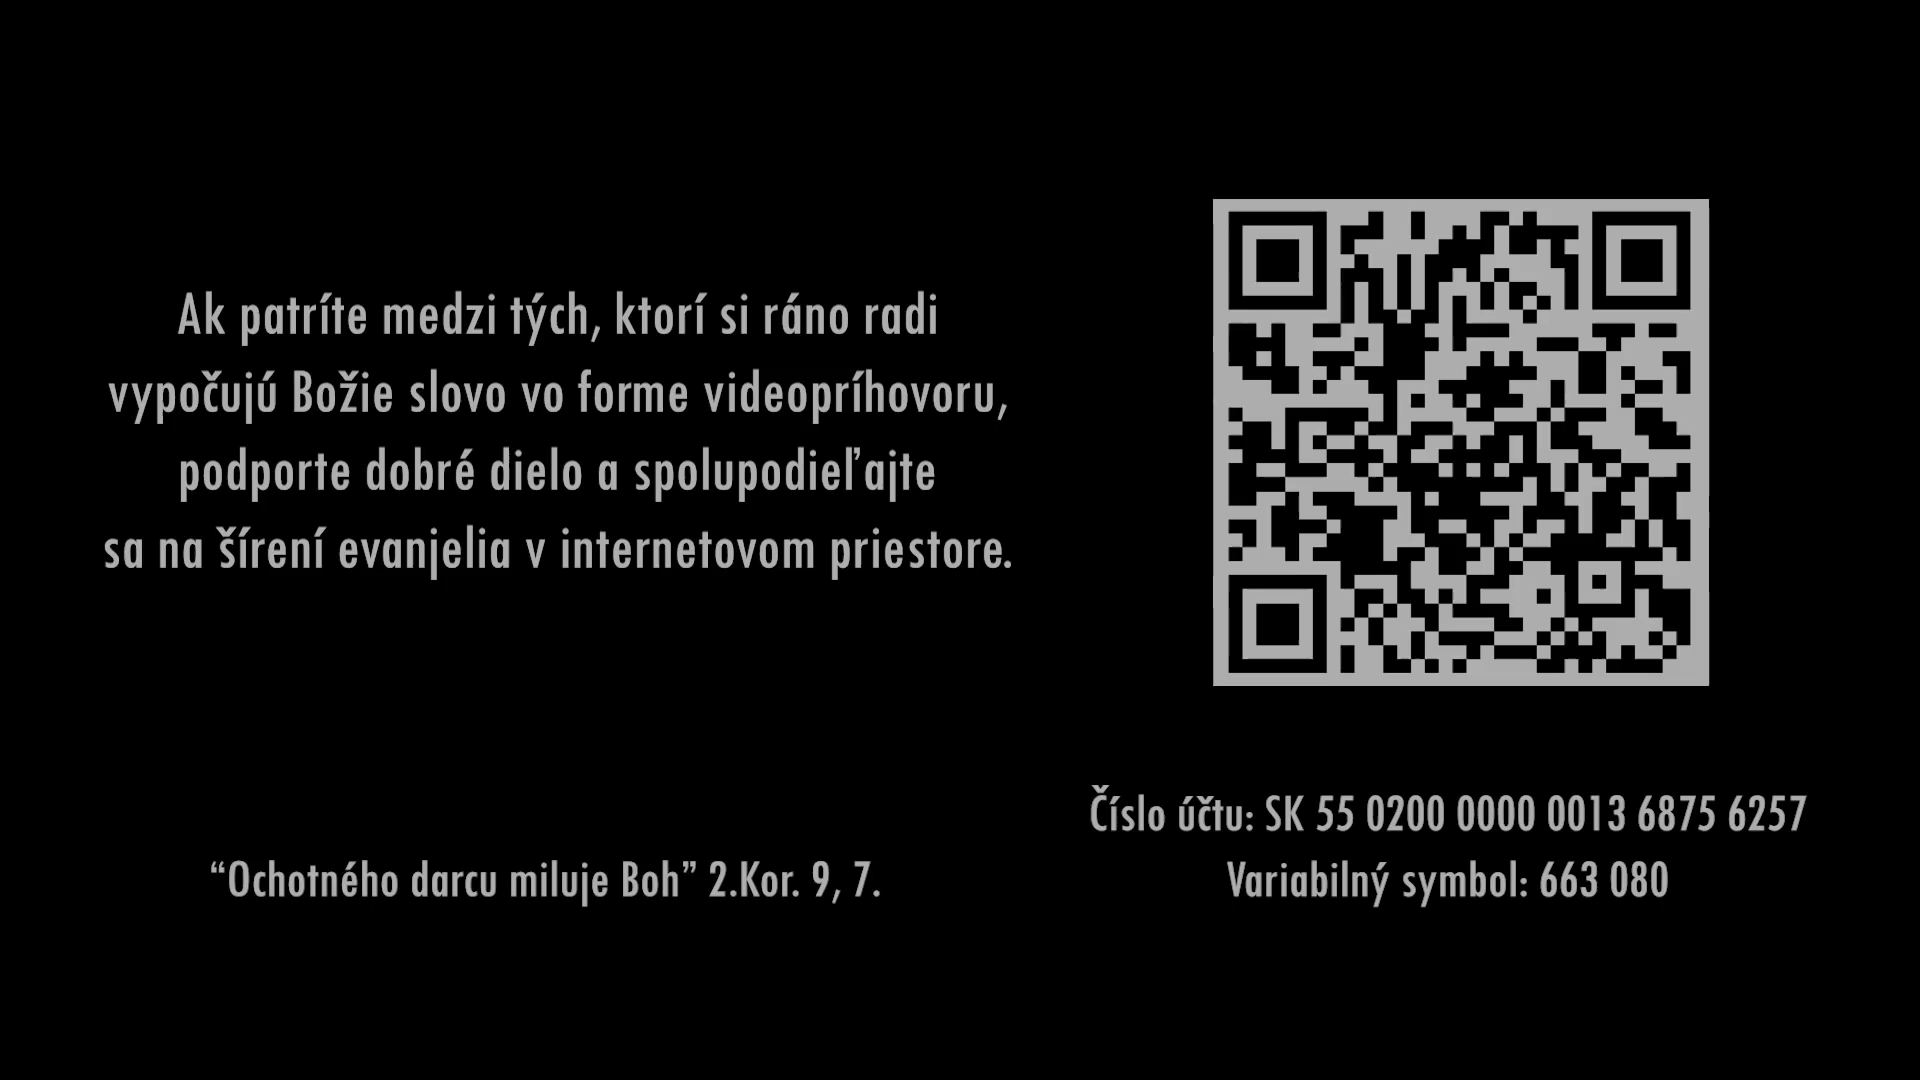 Ak patríte medzi tých, ktorí si ráno radi
vypočujú Božie slovo vo forme videopríhovoru,
podporte dobré dielo a spolupodieľajte
sa na šírení evanjelia v internetovom priestore.
“Ochotného darcu miluje Boh” 2.Kor. 9, 7.
Číslo účtu: SK 55 0200 0000 0013 6875 6257
Variabilný symbol: 663 080